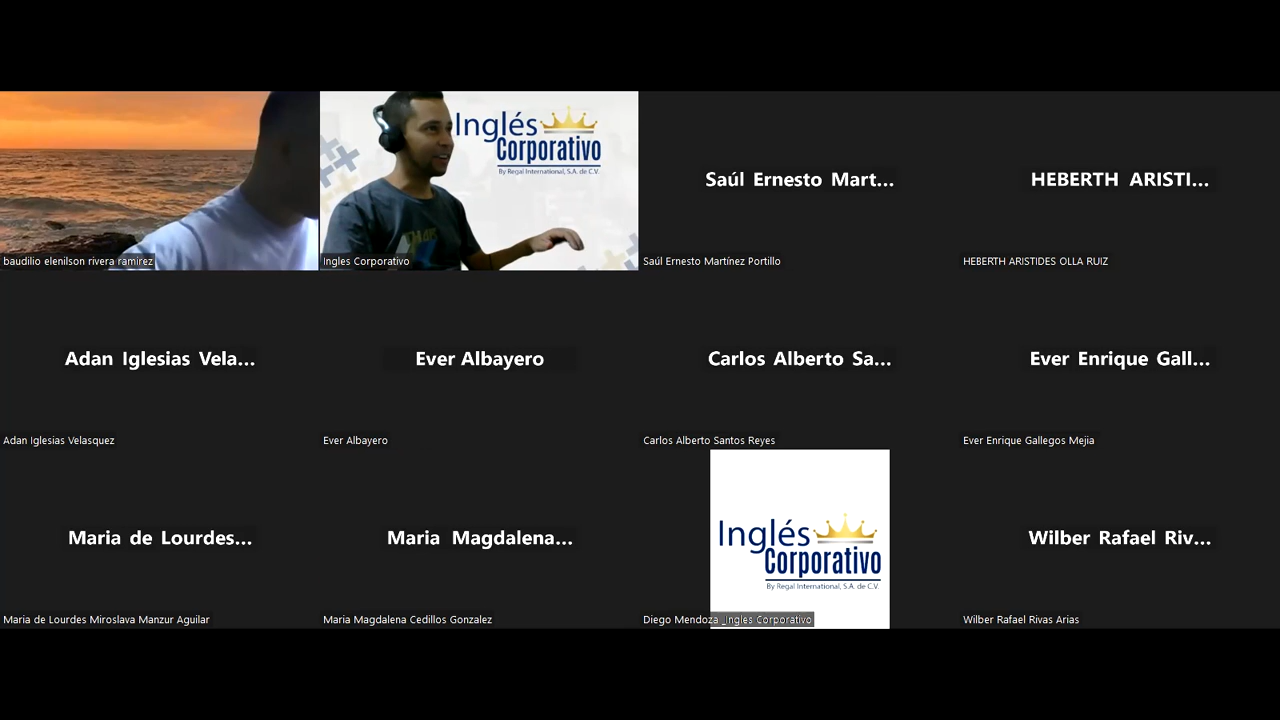 Inglés
Corporativo
By Regal International, S.A. de C.V.
Saúl Ernesto Mart...
HEBERTH ARISTI...
baudilio elenilson rivera ramirez
Ingles Corporativo
Saúl Ernesto Martínez Portillo
HEBERTH ARISTIDES OLLA RUIZ
Adan Iglesias Vela...
Ever Albayero
Carlos Alberto Sa...
Ever Enrique Gall...
Adan Iglesias Velasquez
Ever Albayero
Carlos Alberto Santos Reyes
Ever Enrique Gallegos Mejia
Maria de Lourdes...
Maria Magdalena...
Inglés
Corporativo
By Regal International, S.A. de C.V.
Wilber Rafael Riv...
Maria de Lourdes Miroslava Manzur Aguilar
Maria Magdalena Cedillos Gonzalez
Diego Mendoza _Ingles Corporativo
Wilber Rafael Rivas Arias